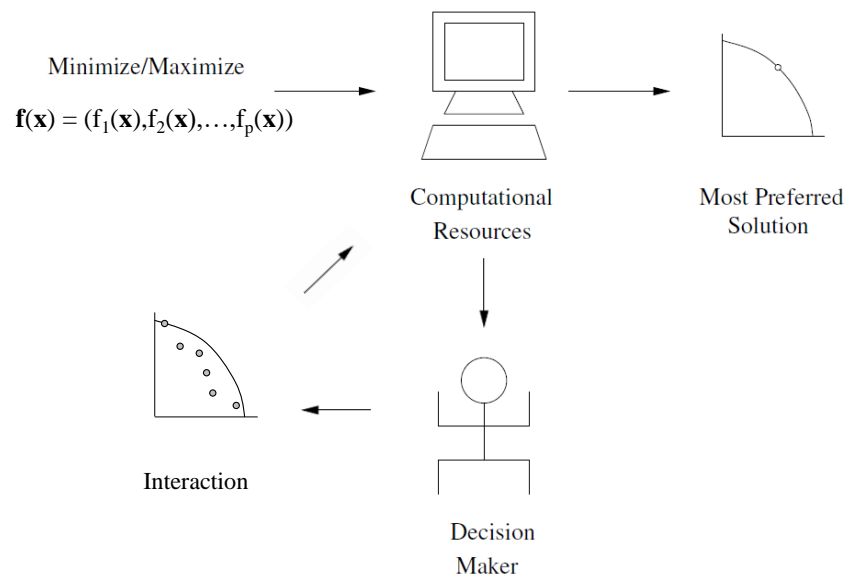 Minimize/Maximize
f(x) = (f₁(x),f₂(x),…,fₚ(x))
Computational
Resources
Most Preferred
Solution
Interaction
Decision
Maker